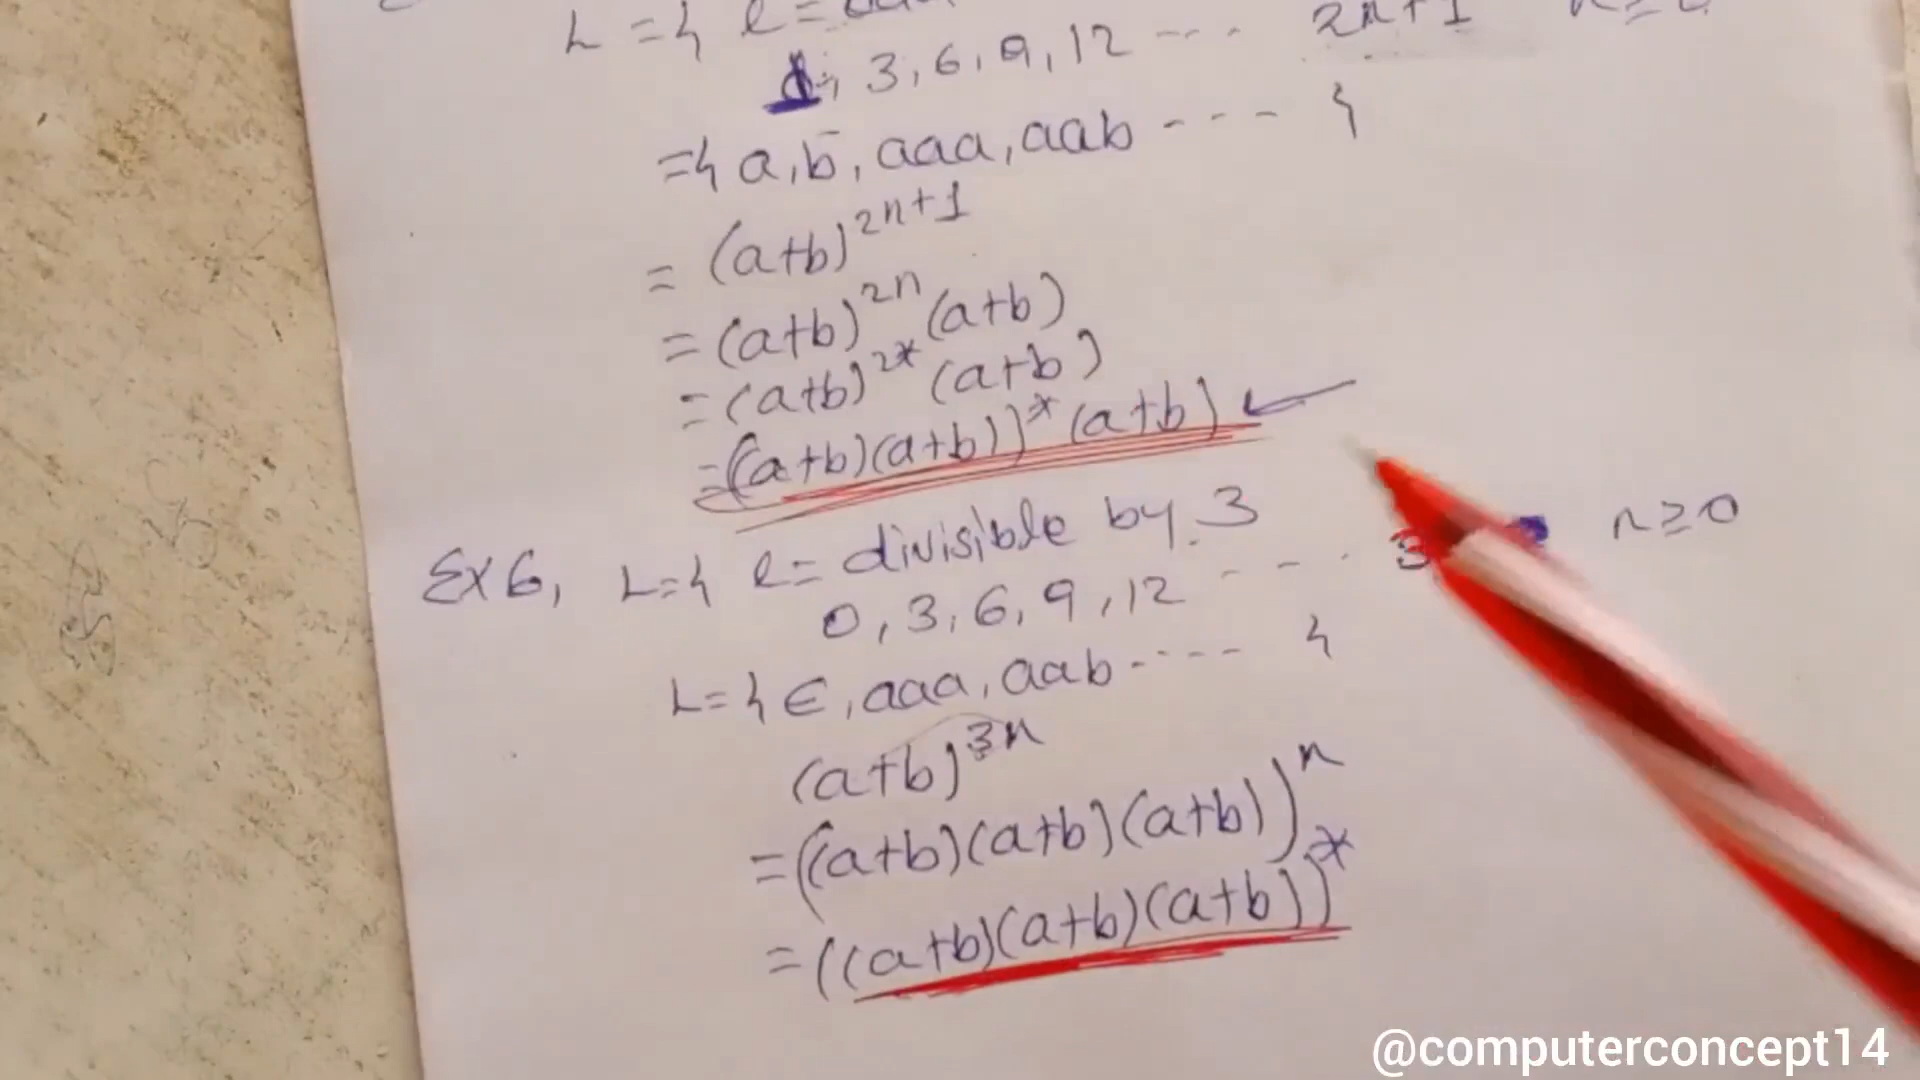 L = { l =
3, 6, 9, 12 --- 2n+1
= { a, b, aaa, aab ---- }
= (a+b)^2n+1
= (a+b)^2n (a+b)
= (a+b)^2* (a+b)
= ((a+b)(a+b))* (a+b)
Ex 6, L = { l = divisible by 3
0, 3, 6, 9, 12 --- 3 n ≥ 0
L = { ∈, aaa, aab ---- }
(a+b)^3n
= ((a+b)(a+b)(a+b))^n
= ((a+b)(a+b)(a+b))*
@computerconcept14